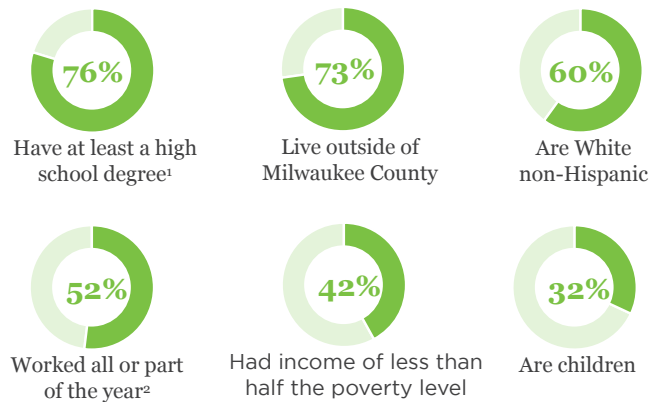 76%
Have at least a high
school degree¹
73%
Live outside of
Milwaukee County
60%
Are White
non-Hispanic
52%
Worked all or part
of the year²
42%
Had income of less than
half the poverty level
32%
Are children